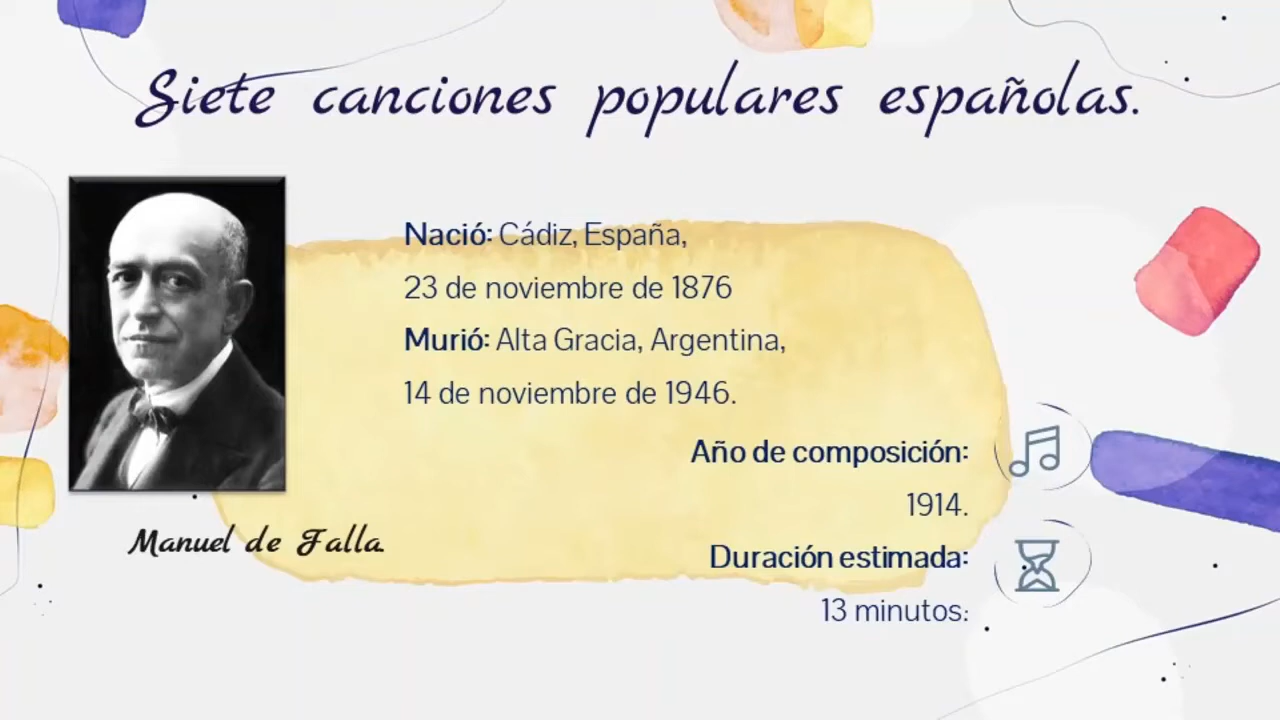 Siete canciones populares españolas.
Nació: Cádiz, España,
23 de noviembre de 1876
Murió: Alta Gracia, Argentina,
14 de noviembre de 1946.
Año de composición:
1914.
Duración estimada:
13 minutos:
Manuel de Falla